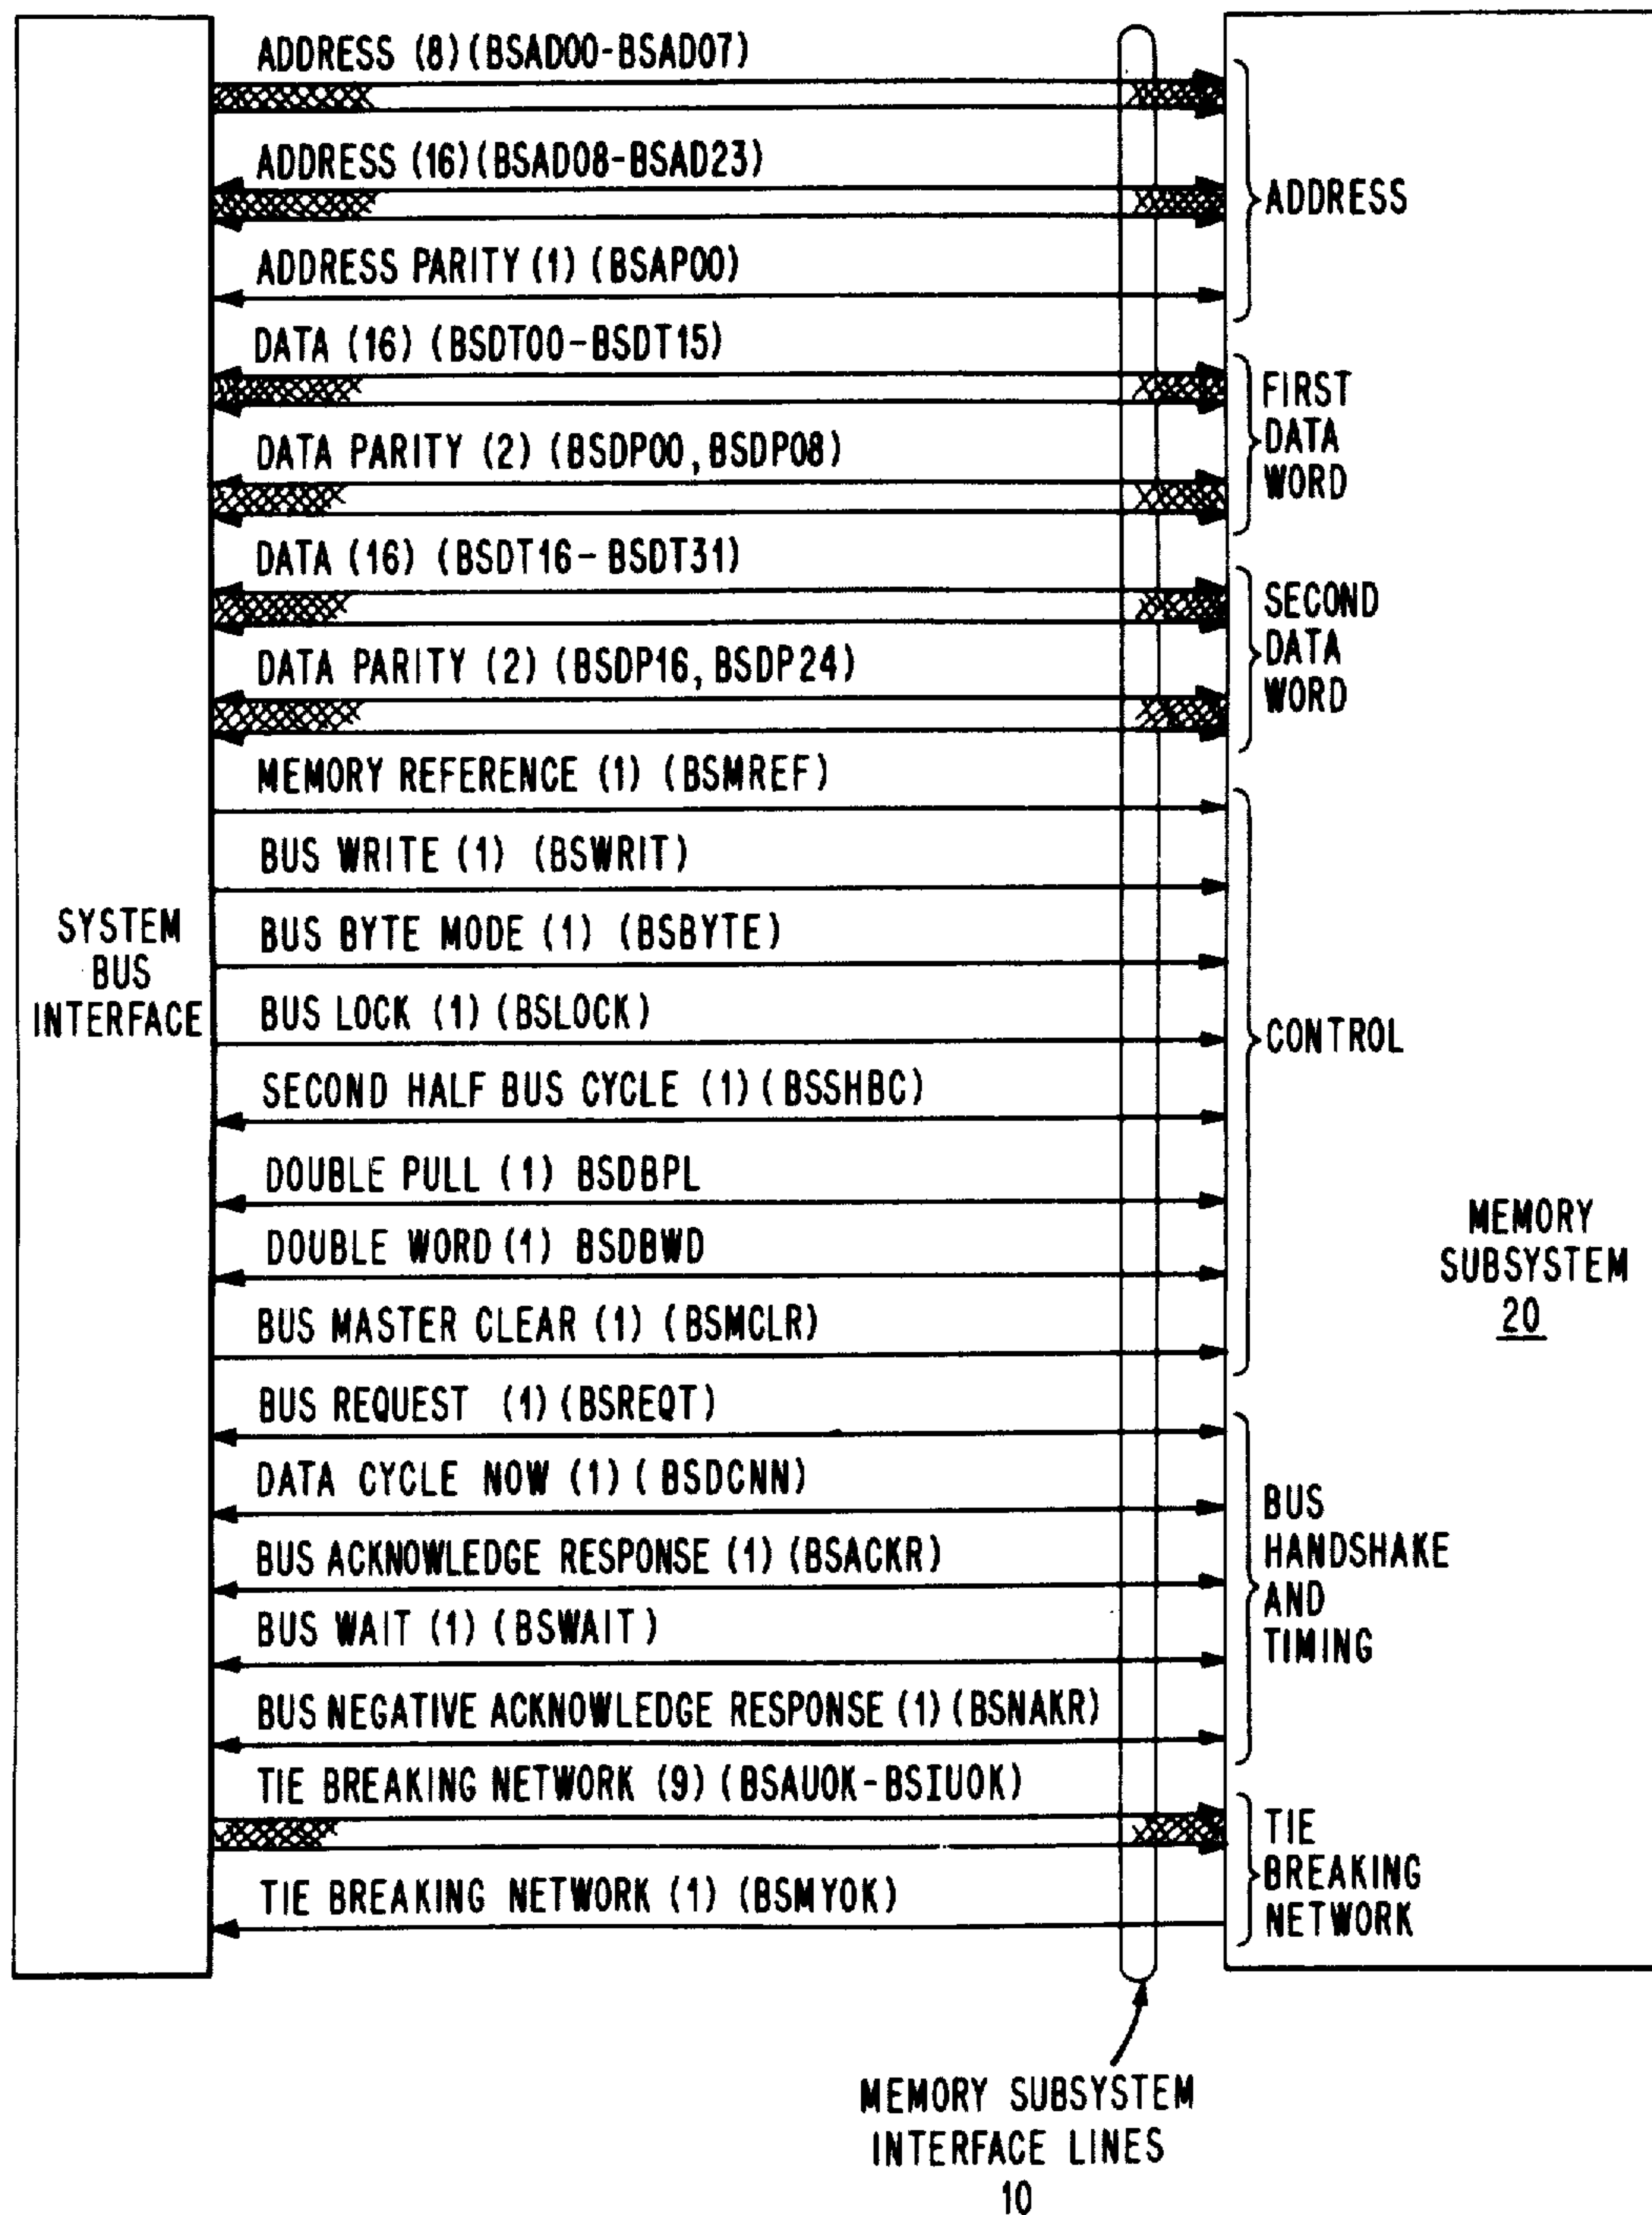 ADDRESS (8) (BSAD00-BSAD07)
ADDRESS (16) (BSAD08-BSAD23)
ADDRESS PARITY (1) (BSAP00)
ADDRESS
DATA (16) (BSDT00-BSDT15)
DATA PARITY (2) (BSDP00, BSDP08)
FIRST
DATA
WORD
DATA (16) (BSDT16-BSDT31)
DATA PARITY (2) (BSDP16, BSDP24)
SECOND
DATA
WORD
MEMORY REFERENCE (1) (BSMREF)
BUS WRITE (1) (BSWRIT)
BUS BYTE MODE (1) (BSBYTE)
BUS LOCK (1) (BSLOCK)
SECOND HALF BUS CYCLE (1) (BSSHBC)
DOUBLE PULL (1) BSDBPL
DOUBLE WORD (1) BSDBWD
BUS MASTER CLEAR (1) (BSMCLR)
CONTROL
SYSTEM
BUS
INTERFACE
MEMORY
SUBSYSTEM
20
BUS REQUEST (1) (BSREQT)
DATA CYCLE NOW (1) (BSDCNN)
BUS ACKNOWLEDGE RESPONSE (1) (BSACKR)
BUS WAIT (1) (BSWAIT)
BUS NEGATIVE ACKNOWLEDGE RESPONSE (1) (BSNAKR)
BUS
HANDSHAKE
AND
TIMING
TIE BREAKING NETWORK (9) (BSAUOK-BSIUOK)
TIE BREAKING NETWORK (1) (BSMYOK)
TIE
BREAKING
NETWORK
MEMORY SUBSYSTEM
INTERFACE LINES
10